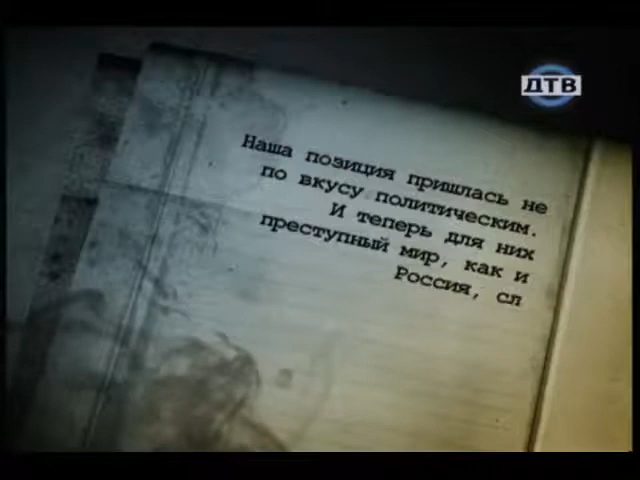 ДТВ
Наша позиция пришлась не
по вкусу политическим.
И теперь для них
преступный мир, как и
Россия, сл